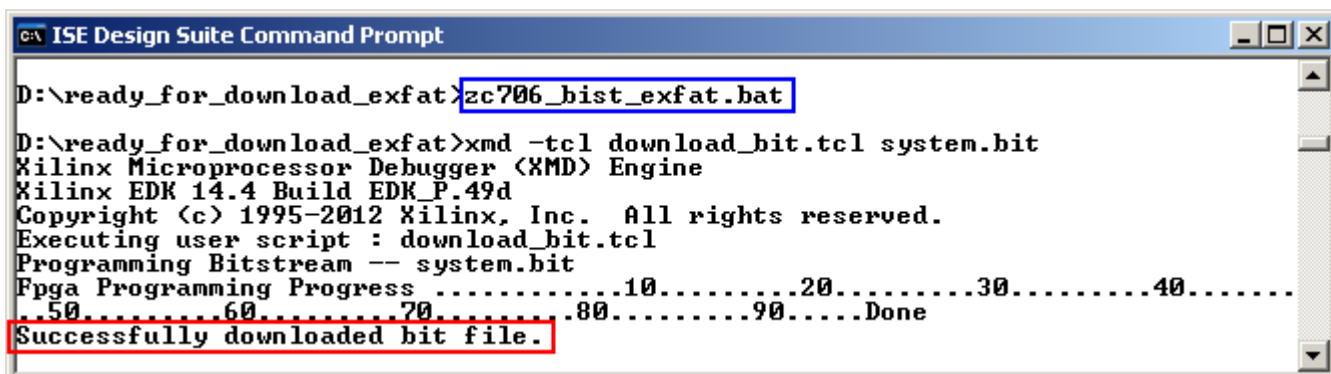 C:\ ISE Design Suite Command Prompt
D:\ready_for_download_exfat>zc706_bist_exfat.bat
D:\ready_for_download_exfat>xmd -tcl download_bit.tcl system.bit
Xilinx Microprocessor Debugger (XMD) Engine
Xilinx EDK 14.4 Build EDK_P.49d
Copyright (c) 1995-2012 Xilinx, Inc.  All rights reserved.
Executing user script : download_bit.tcl
Programming Bitstream -- system.bit
Fpga Programming Progress ............10.........20.........30.........40.......
..50.........60.........70.........80.........90.....Done
Successfully downloaded bit file.